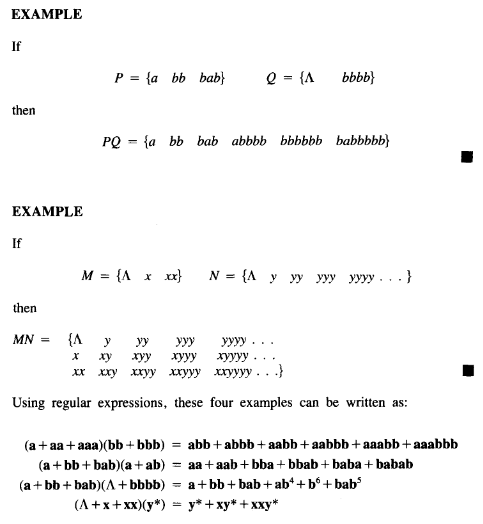 EXAMPLE
If
P = {a bb bab} Q = {Λ bbbb}
then
PQ = {a bb bab abbbb bbbbbb babbbbb}
EXAMPLE
If
M = {Λ x xx} N = {Λ y yy yyy yyyy . . . }
then
MN = {Λ y yy yyy yyyy . . .
x xy xyy xyyy xyyyy . . .
xx xxy xxyy xxyyy xxyyyy . . .}
Using regular expressions, these four examples can be written as:
(a + aa + aaa)(bb + bbb) = abb + abbb + aabb + aabbb + aaabb + aaabbb
(a + bb + bab)(a + ab) = aa + aab + bba + bbab + baba + babab
(a + bb + bab)(Λ + bbbb) = a + bb + bab + ab⁴ + b⁶ + bab⁵
(Λ + x + xx)(y*) = y* + xy* + xxy*